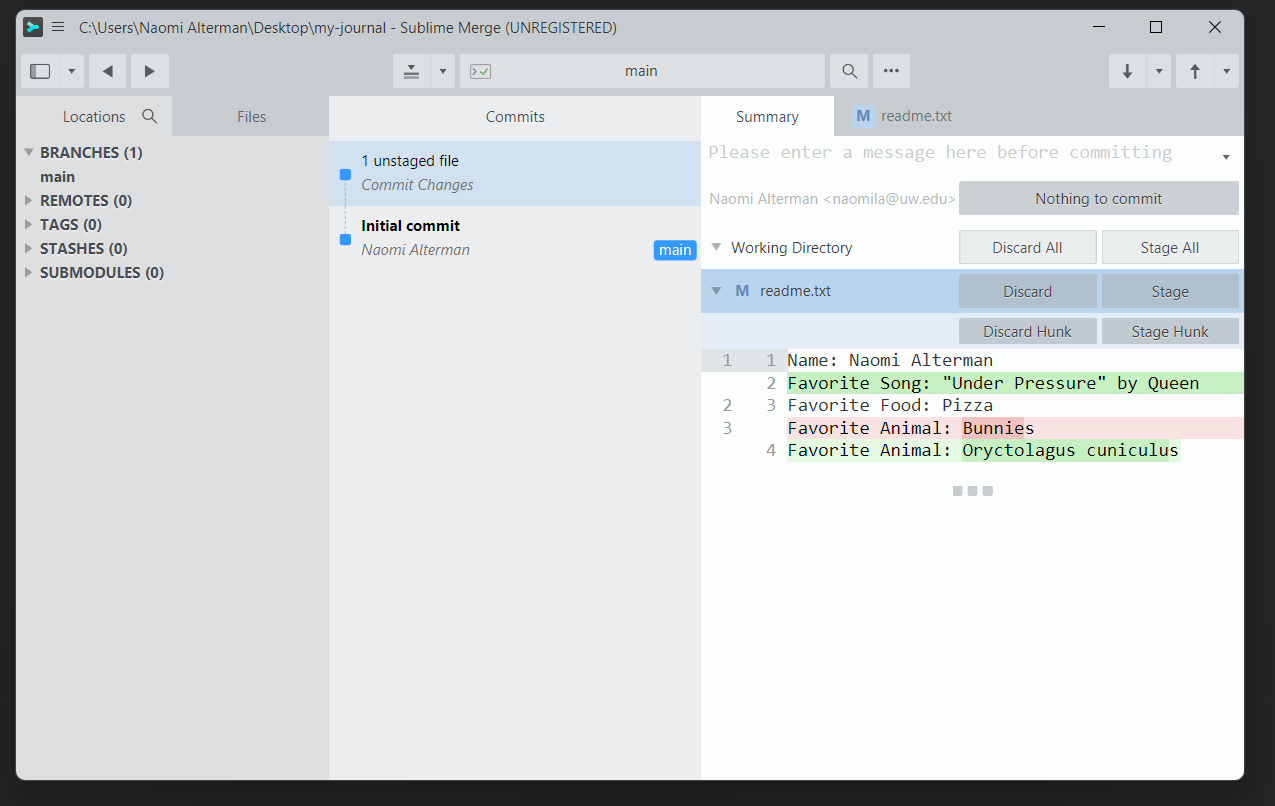 C:\Users\Naomi Alterman\Desktop\my-journal - Sublime Merge (UNREGISTERED)
main
Locations
Files
BRANCHES (1)
main
REMOTES (0)
TAGS (0)
STASHES (0)
SUBMODULES (0)
Commits
1 unstaged file
Commit Changes
Initial commit
Naomi Alterman main
Summary
M readme.txt
Please enter a message here before committing
Naomi Alterman <naomila@uw.edu> Nothing to commit
Working Directory Discard All Stage All
M readme.txt Discard Stage
Discard Hunk Stage Hunk
1 1 Name: Naomi Alterman
2 Favorite Song: "Under Pressure" by Queen
2 3 Favorite Food: Pizza
3 Favorite Animal: Bunnies
4 Favorite Animal: Oryctolagus cuniculus